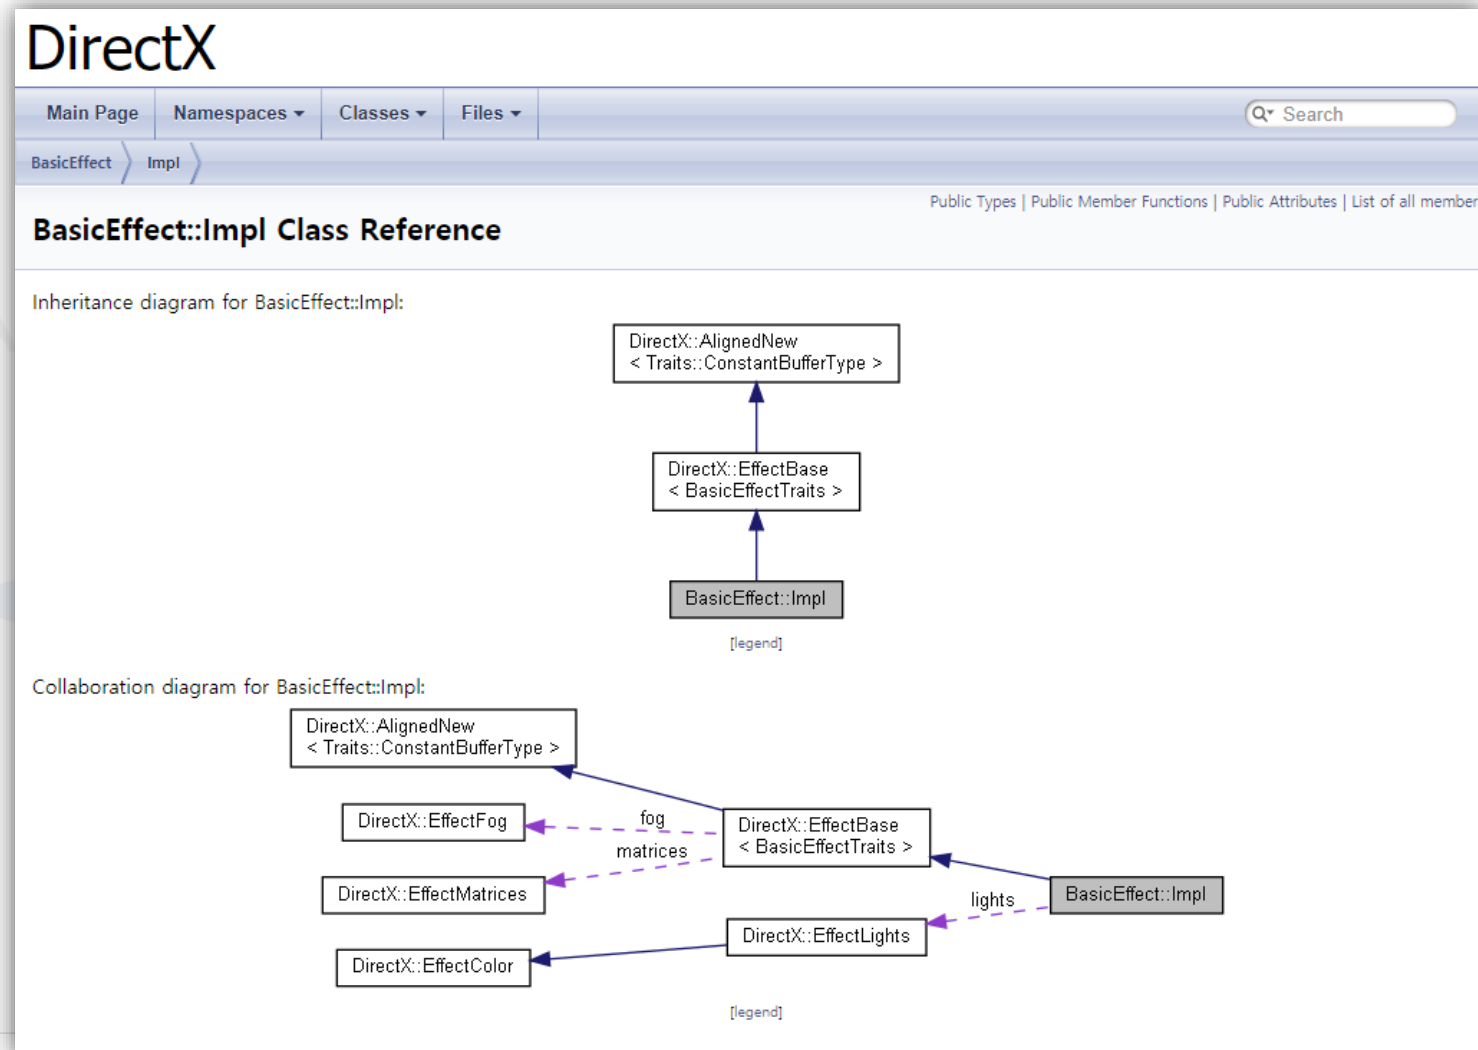 DirectX
Main Page Namespaces Classes Files Search
BasicEffect Impl
Public Types | Public Member Functions | Public Attributes | List of all member
BasicEffect::Impl Class Reference
Inheritance diagram for BasicEffect::Impl:
DirectX::AlignedNew
< Traits::ConstantBufferType >
DirectX::EffectBase
< BasicEffectTraits >
BasicEffect::Impl
[legend]
Collaboration diagram for BasicEffect::Impl:
DirectX::AlignedNew
< Traits::ConstantBufferType >
DirectX::EffectFog
fog
DirectX::EffectBase
< BasicEffectTraits >
matrices
DirectX::EffectMatrices
lights
BasicEffect::Impl
DirectX::EffectLights
DirectX::EffectColor
[legend]